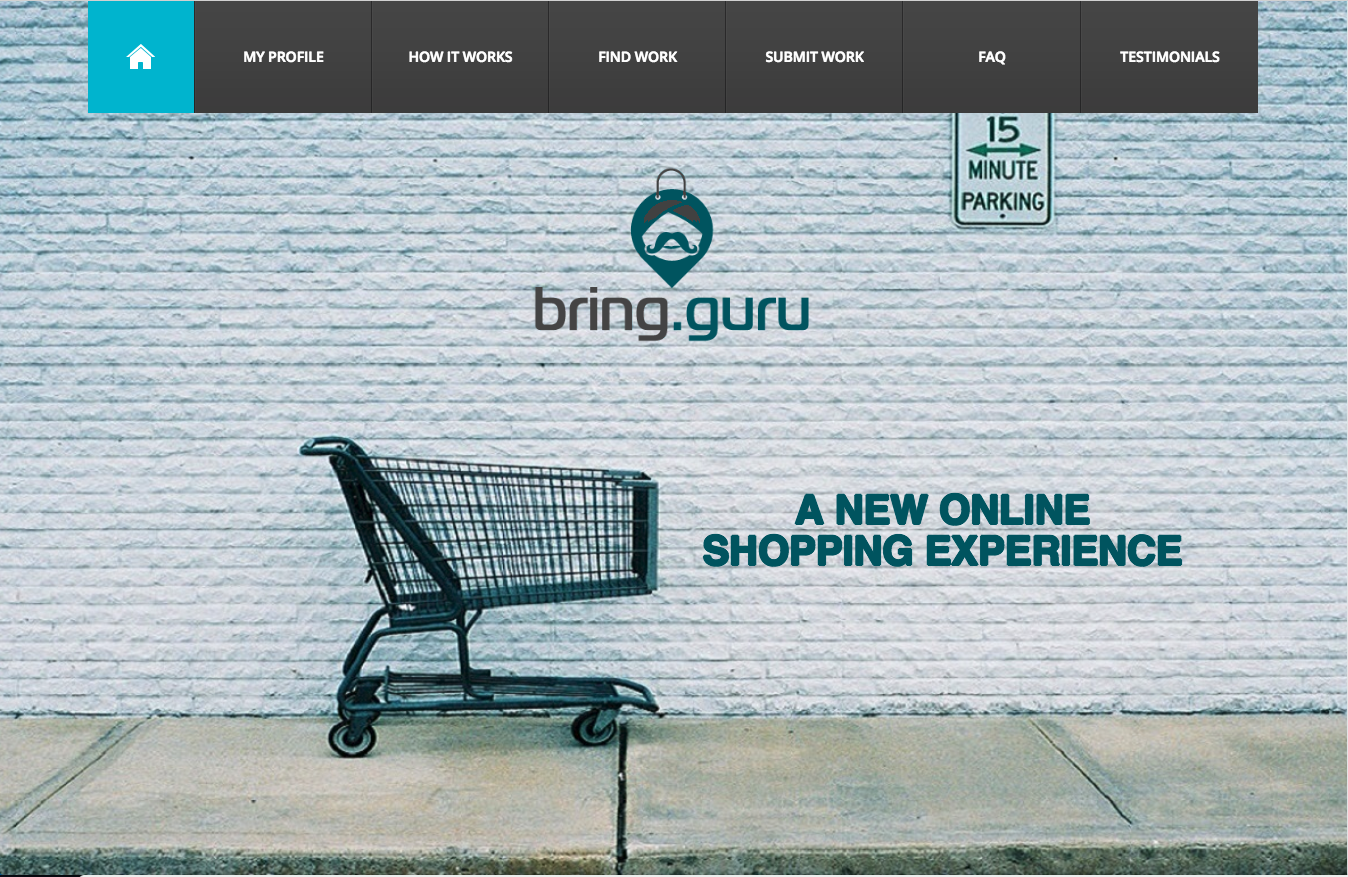 MY PROFILE
HOW IT WORKS
FIND WORK
SUBMIT WORK
FAQ
TESTIMONIALS
15
MINUTE
PARKING
bring.guru
A NEW ONLINE
SHOPPING EXPERIENCE